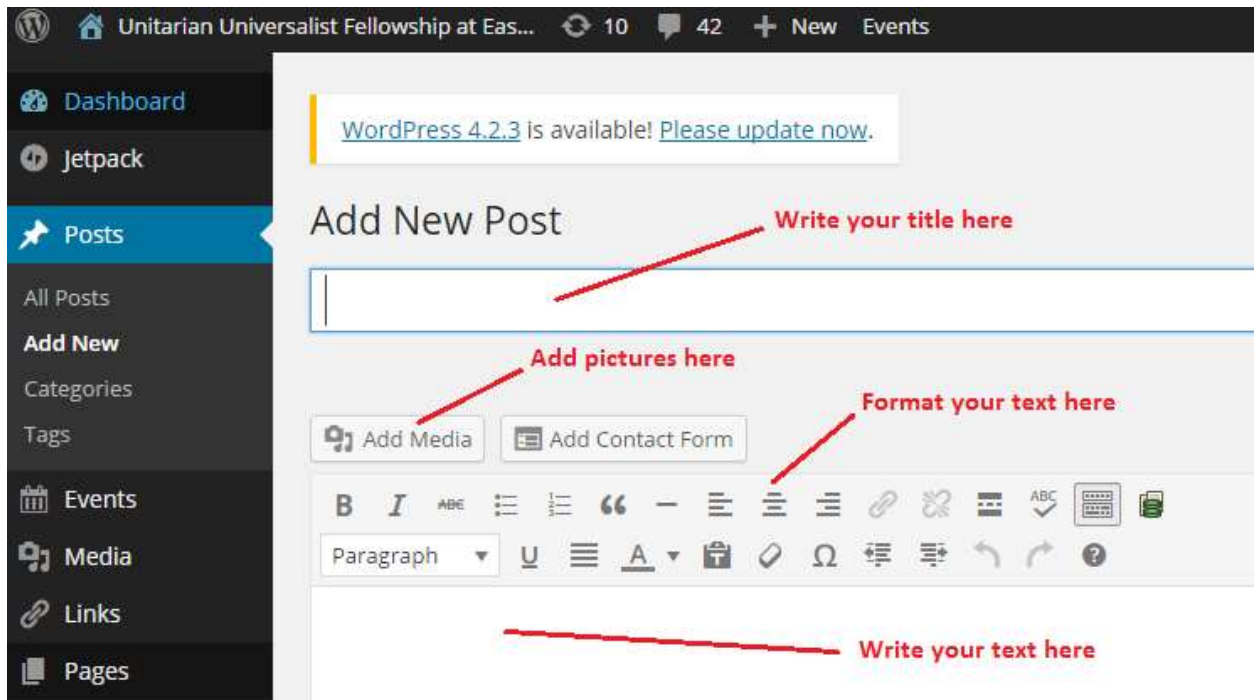 Unitarian Universalist Fellowship at Eas... 10 42 + New Events
Dashboard
Jetpack
Posts
All Posts
Add New
Categories
Tags
Events
Media
Links
Pages
WordPress 4.2.3 is available! Please update now.
Add New Post
Write your title here
Add pictures here
Format your text here
Add Media Add Contact Form
B I ABC ABC
Paragraph U A T Ω ?
Write your text here